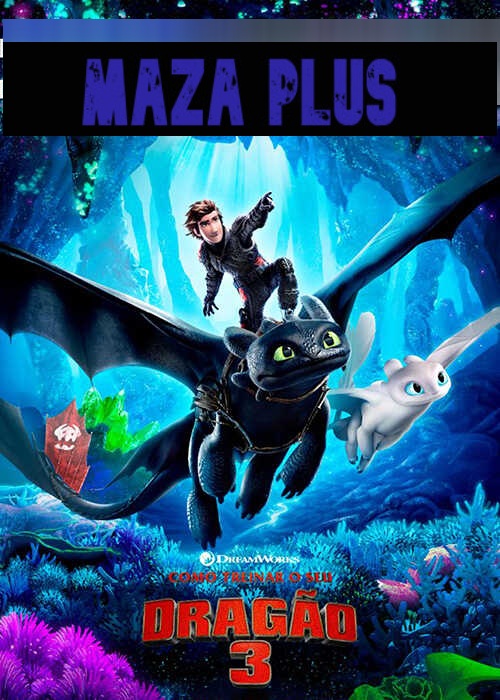 MAZA PLUS
DREAMWORKS
COMO TREINAR O SEU
DRAGÃO
3